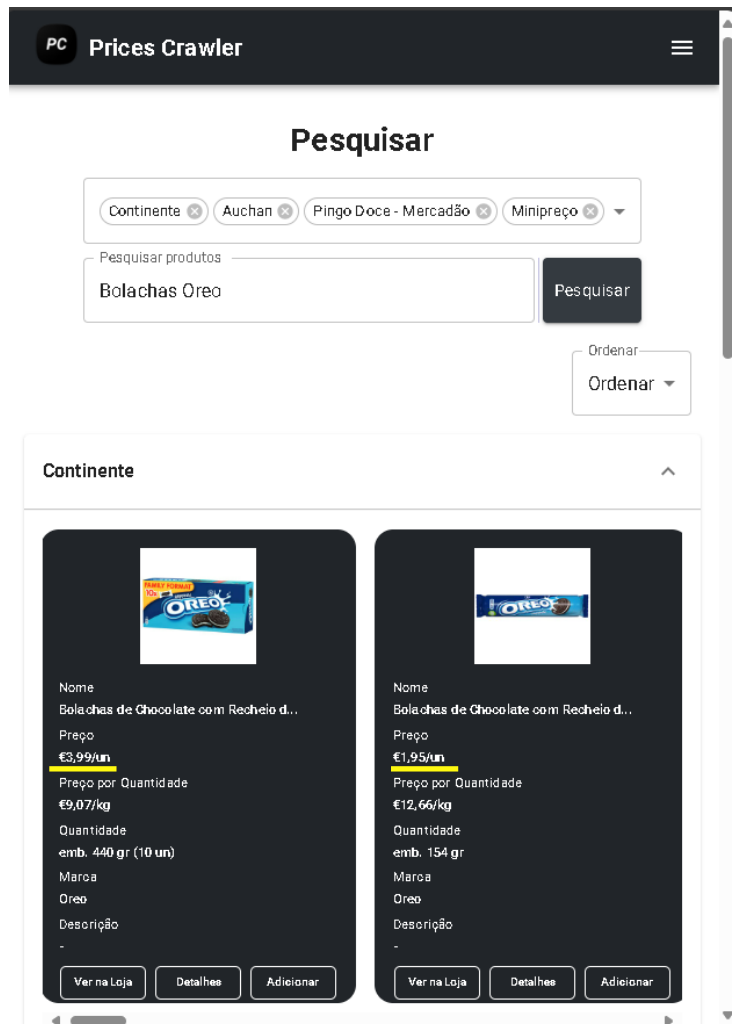 PC Prices Crawler
Pesquisar
Continente Auchan Pingo Doce - Mercadão Minipreço
Pesquisar produtos
Bolachas Oreo
Pesquisar
Ordenar
Ordenar
Continente
FAMILY FORMAT
10x
OREO
Nome
Bolachas de Chocolate com Recheio d...
Preço
€3,99/un
Preço por Quantidade
€9,07/kg
Quantidade
emb. 440 gr (10 un)
Marca
Oreo
Descrição
-
Ver na Loja Detalhes Adicionar
OREO
Nome
Bolachas de Chocolate com Recheio d...
Preço
€1,95/un
Preço por Quantidade
€12,66/kg
Quantidade
emb. 154 gr
Marca
Oreo
Descrição
-
Ver na Loja Detalhes Adicionar